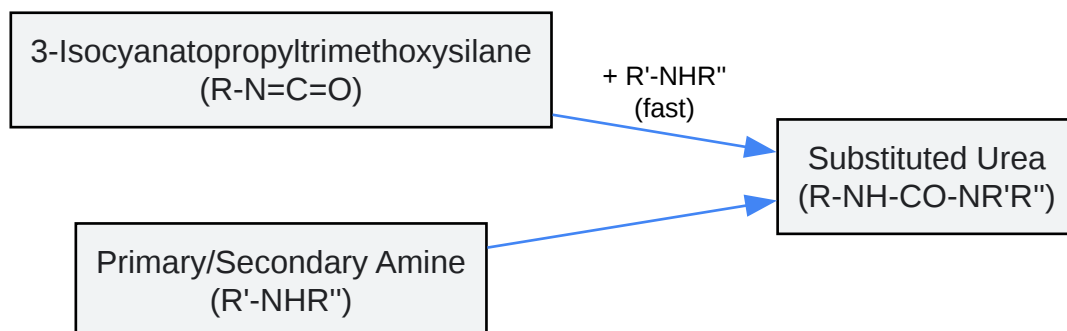 3-Isocyanatopropyltrimethoxysilane
(R-N=C=O)
+ R'-NHR"
(fast)
Substituted Urea
(R-NH-CO-NR'R")
Primary/Secondary Amine
(R'-NHR")